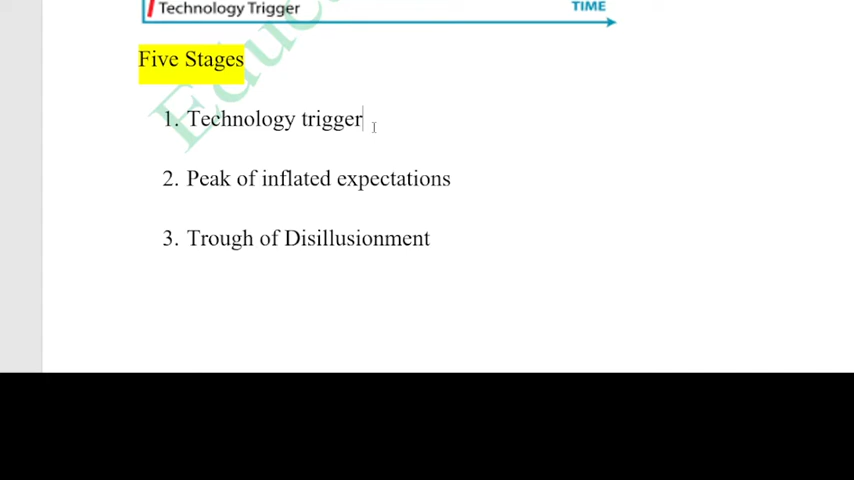 Technology Trigger
TIME
Five Stages
1. Technology trigger
2. Peak of inflated expectations
3. Trough of Disillusionment